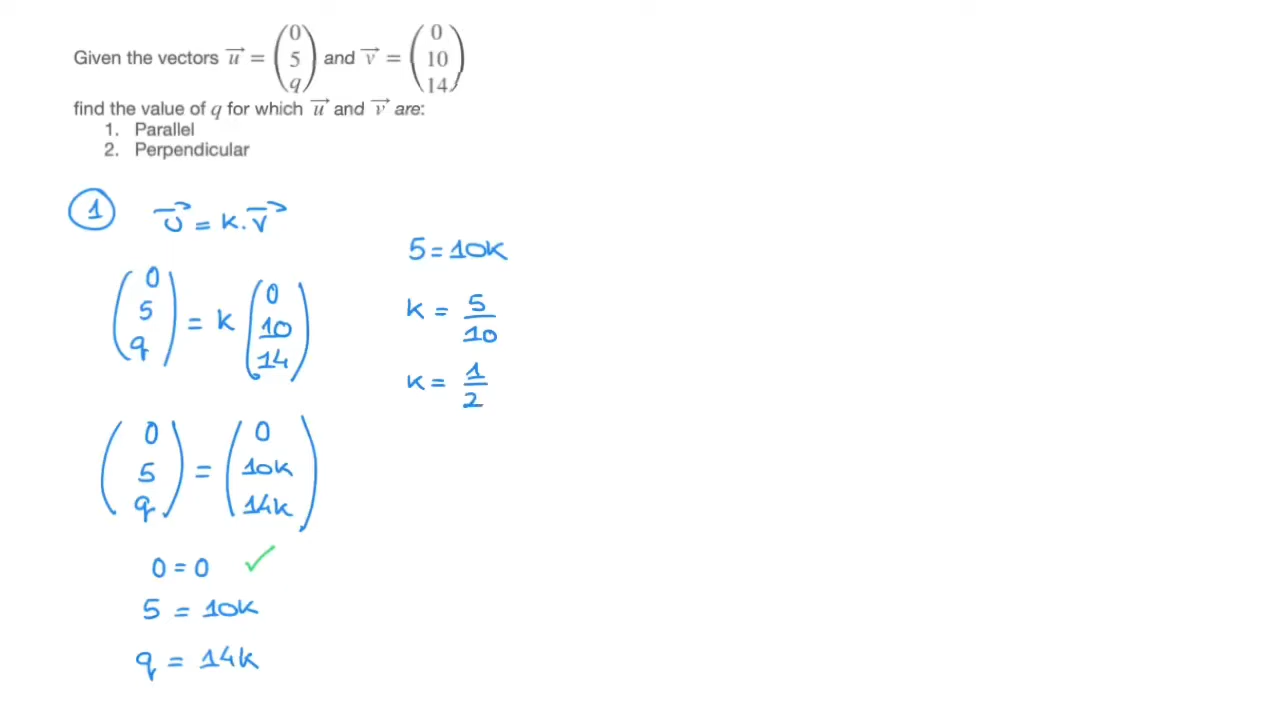 Given the vectors u⃗ = (0 5 q) and v⃗ = (0 10 14)
find the value of q for which u⃗ and v⃗ are:
1. Parallel
2. Perpendicular
① u⃗ = k.v⃗
(0 5 q) = k (0 10 14)
(0 5 q) = (0 10k 14k)
0 = 0 ✓
5 = 10k
q = 14k
5 = 10k
k = 5/10
k = 1/2